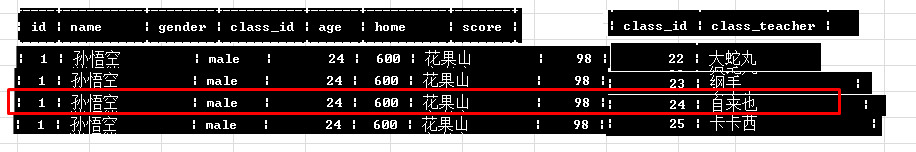 id name gender class_id age home score class_id class_teacher
1 孙悟空 male 24 600 花果山 98 22 大蛇丸
1 孙悟空 male 24 600 花果山 98 23 纲手
1 孙悟空 male 24 600 花果山 98 24 自来也
1 孙悟空 male 24 600 花果山 98 25 卡卡西